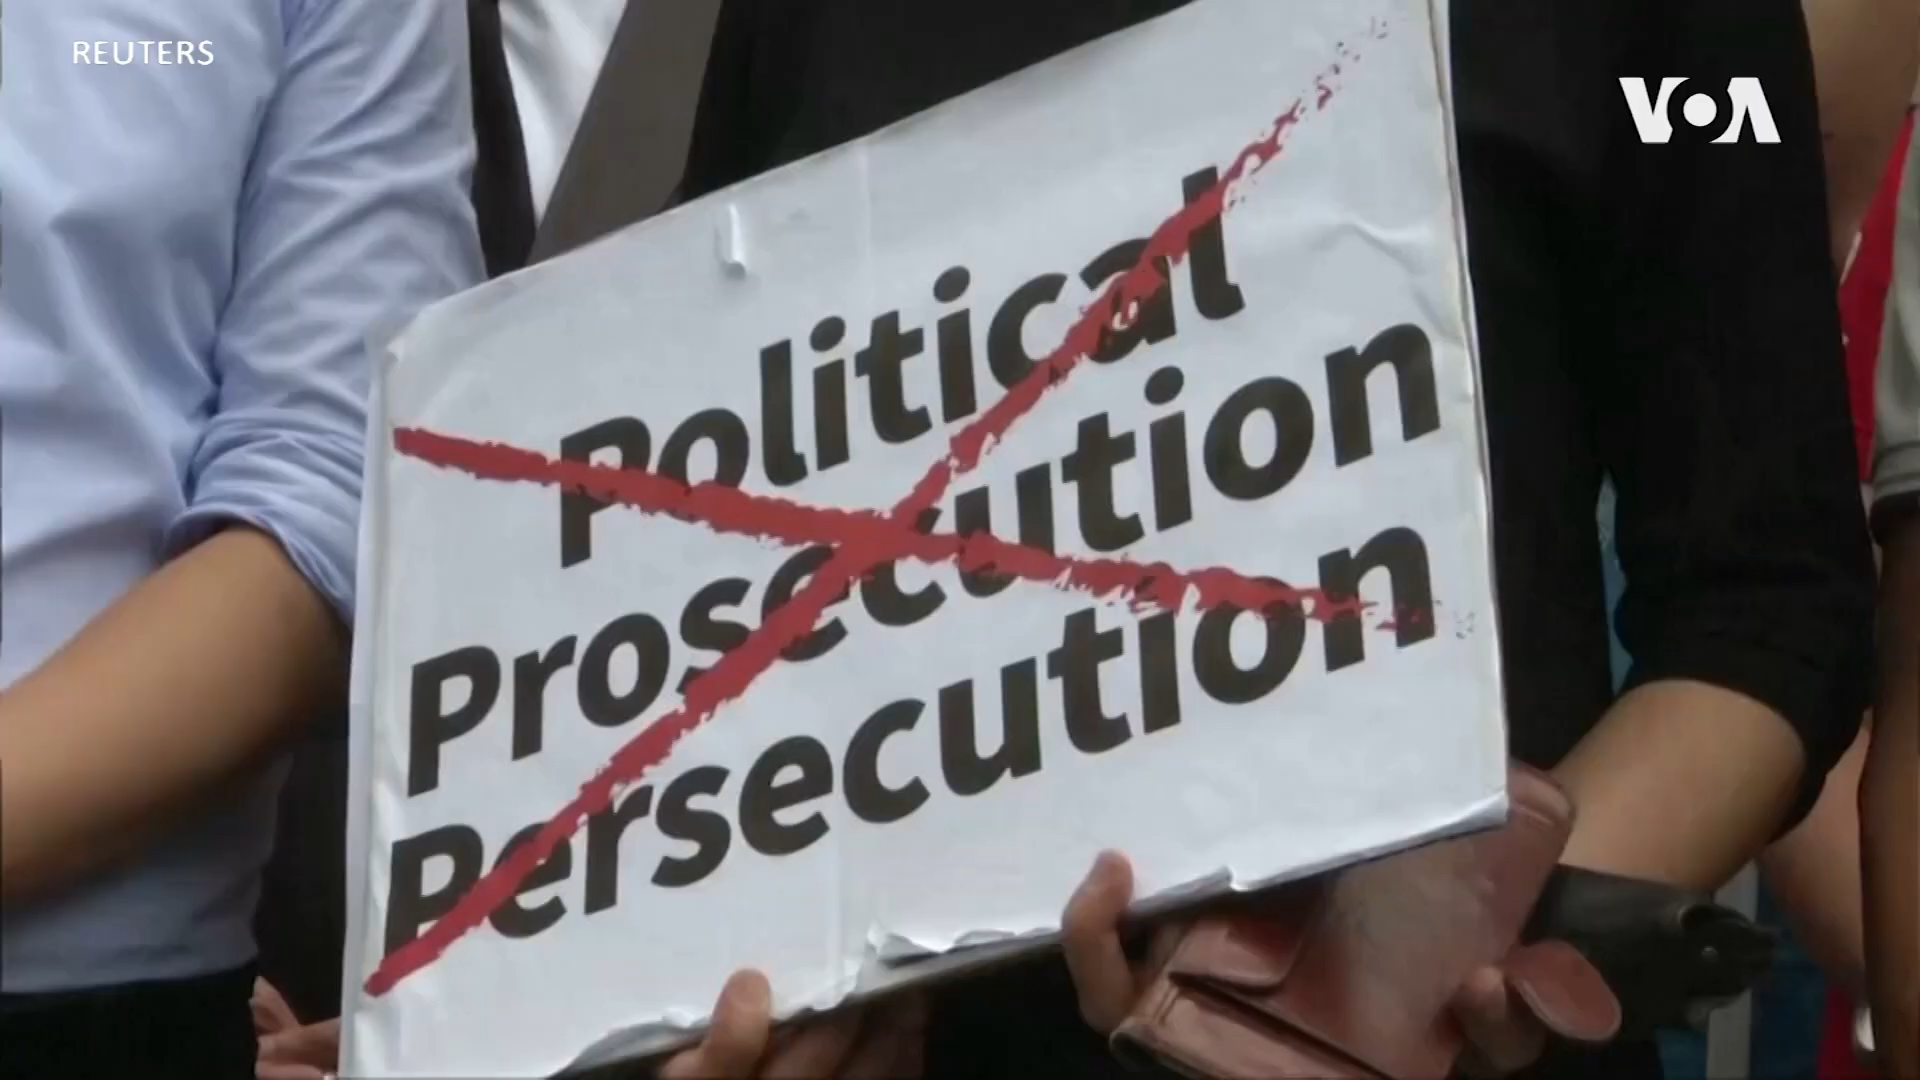 REUTERS
VOA
Political
Prosecution
Persecution